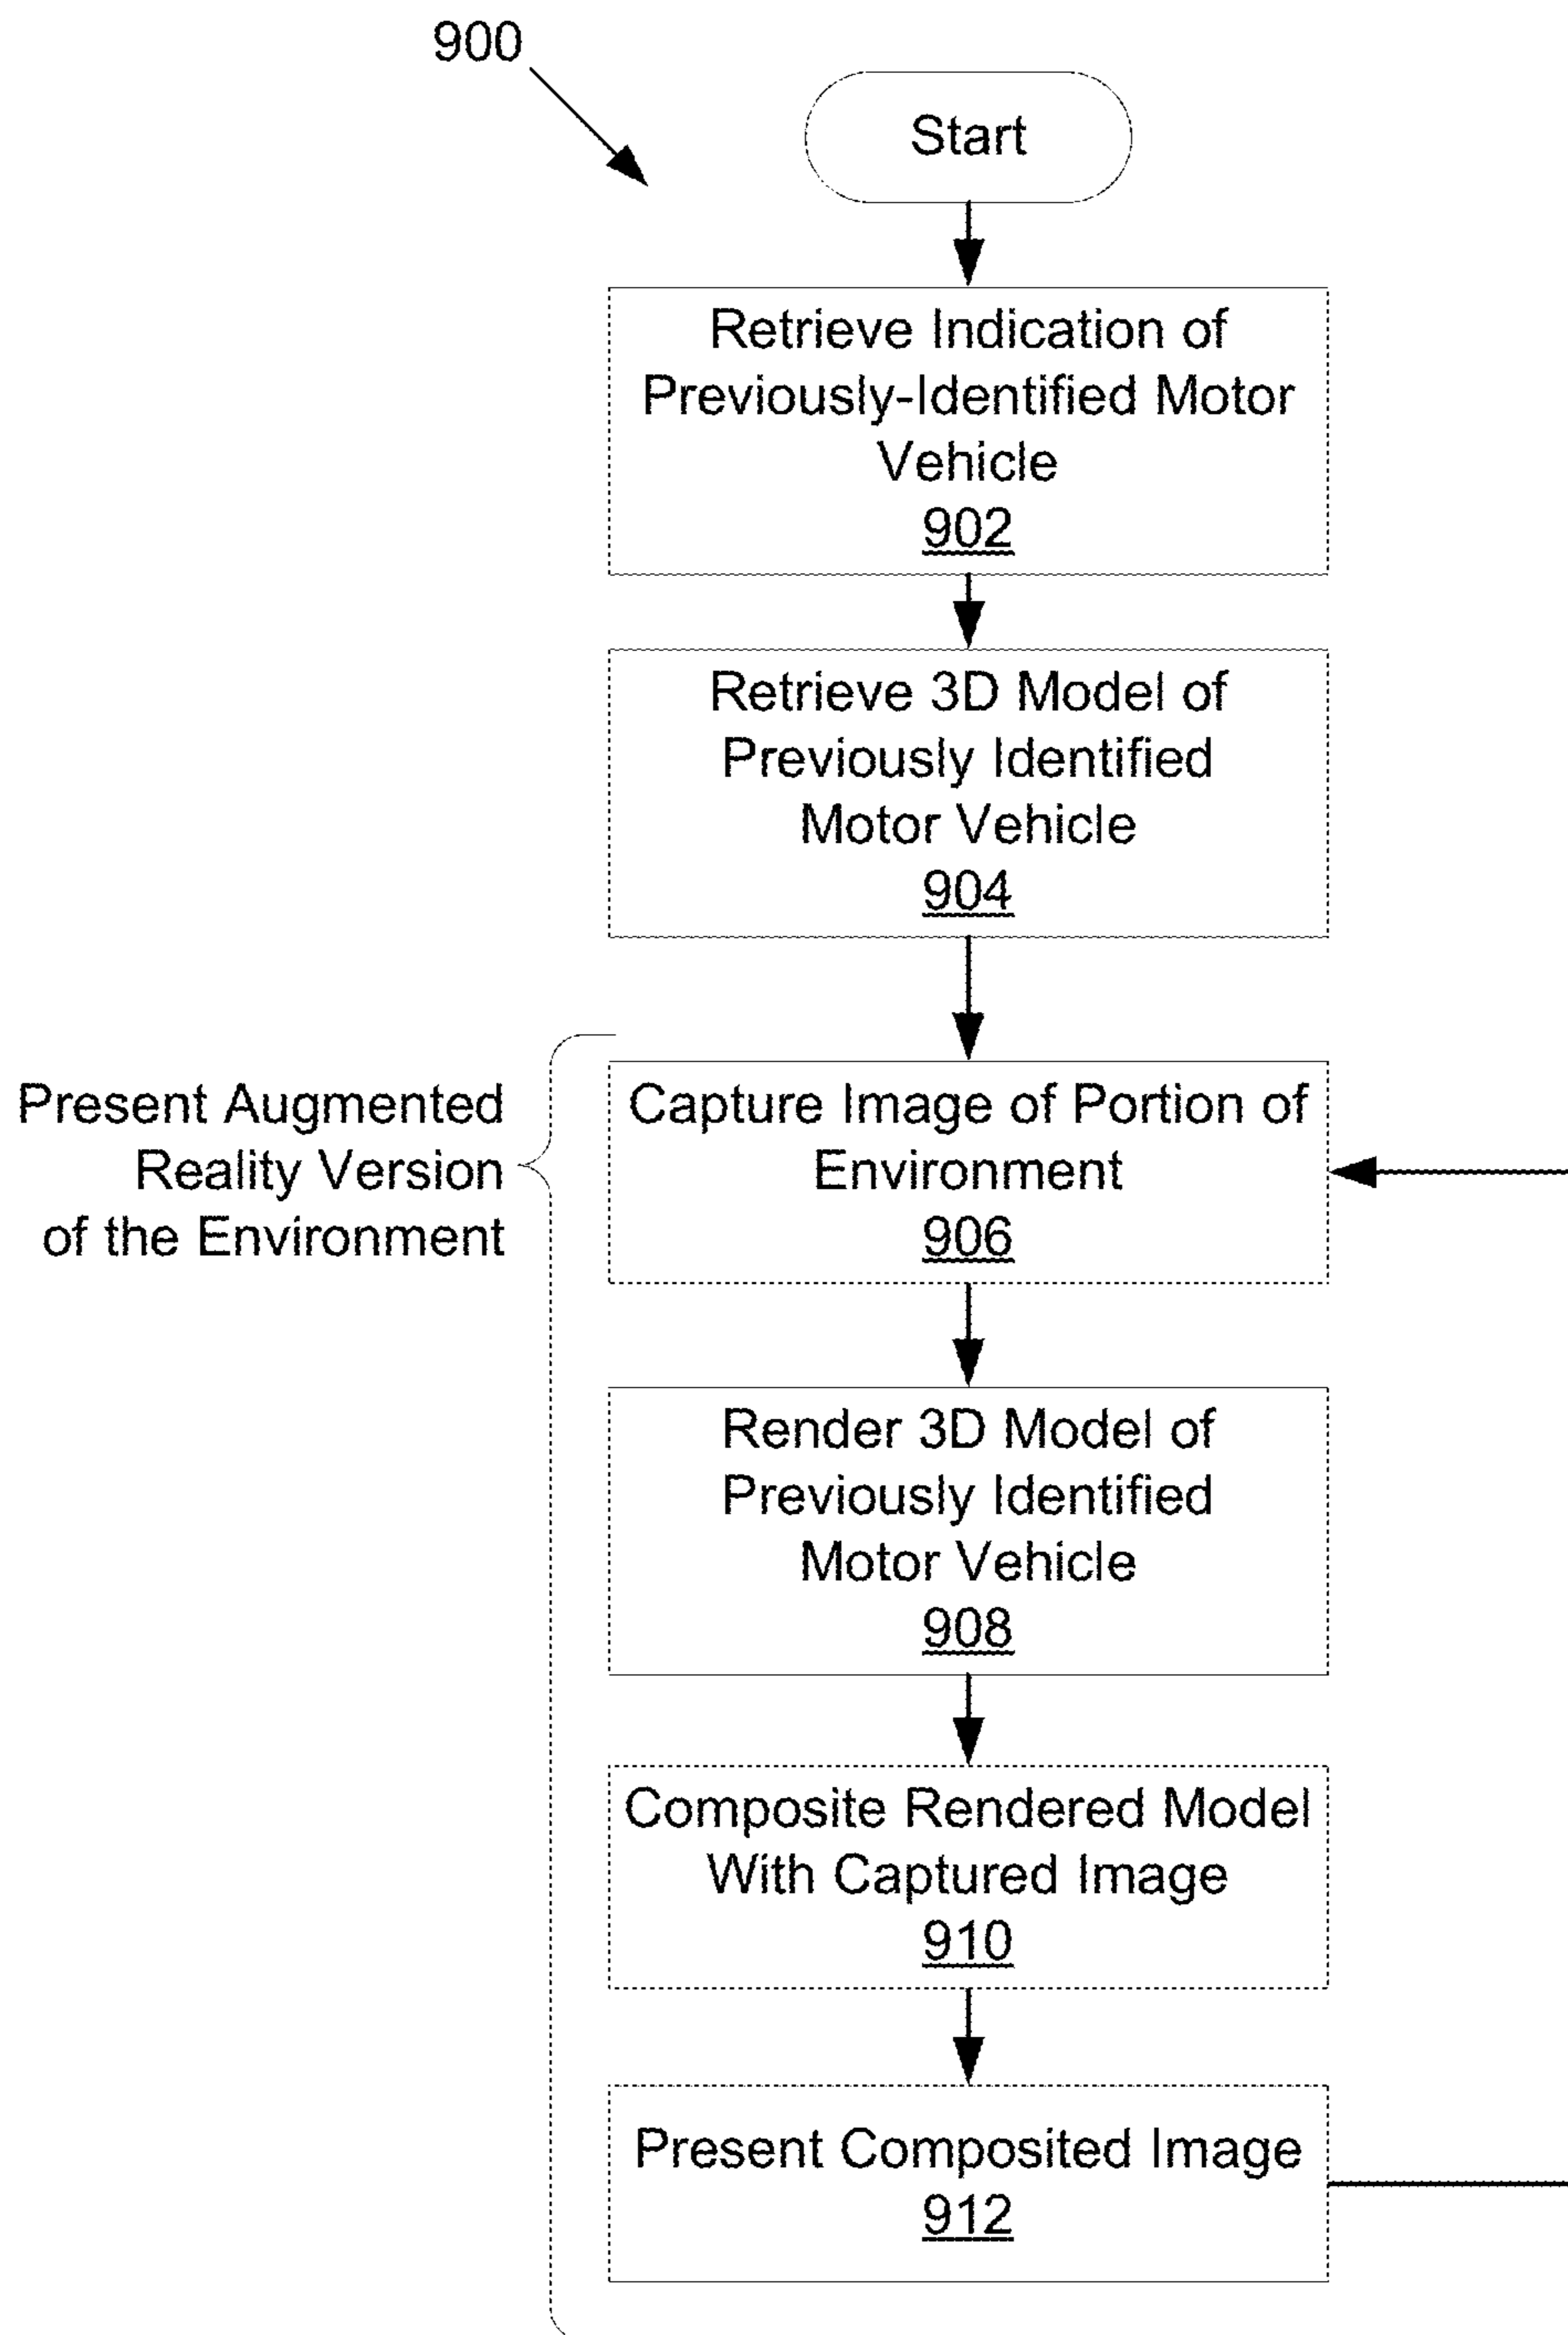 900
Start
Retrieve Indication of
Previously-Identified Motor
Vehicle
902
Retrieve 3D Model of
Previously Identified
Motor Vehicle
904
Present Augmented
Reality Version
of the Environment
Capture Image of Portion of
Environment
906
Render 3D Model of
Previously Identified
Motor Vehicle
908
Composite Rendered Model
With Captured Image
910
Present Composited Image
912